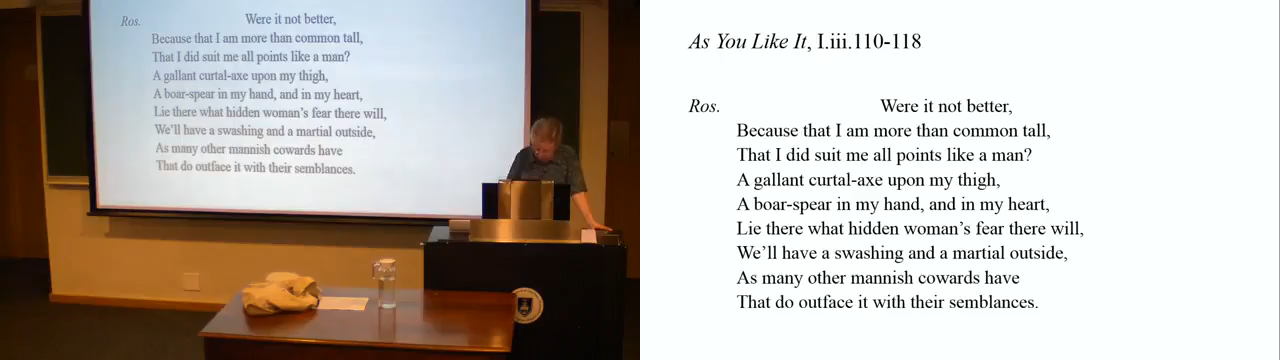 Ros. Were it not better,
Because that I am more than common tall,
That I did suit me all points like a man?
A gallant curtal-axe upon my thigh,
A boar-spear in my hand, and in my heart,
Lie there what hidden woman's fear there will,
We'll have a swashing and a martial outside,
As many other mannish cowards have
That do outface it with their semblances.
As You Like It, I.iii.110-118
Ros. Were it not better,
Because that I am more than common tall,
That I did suit me all points like a man?
A gallant curtal-axe upon my thigh,
A boar-spear in my hand, and in my heart,
Lie there what hidden woman’s fear there will,
We’ll have a swashing and a martial outside,
As many other mannish cowards have
That do outface it with their semblances.